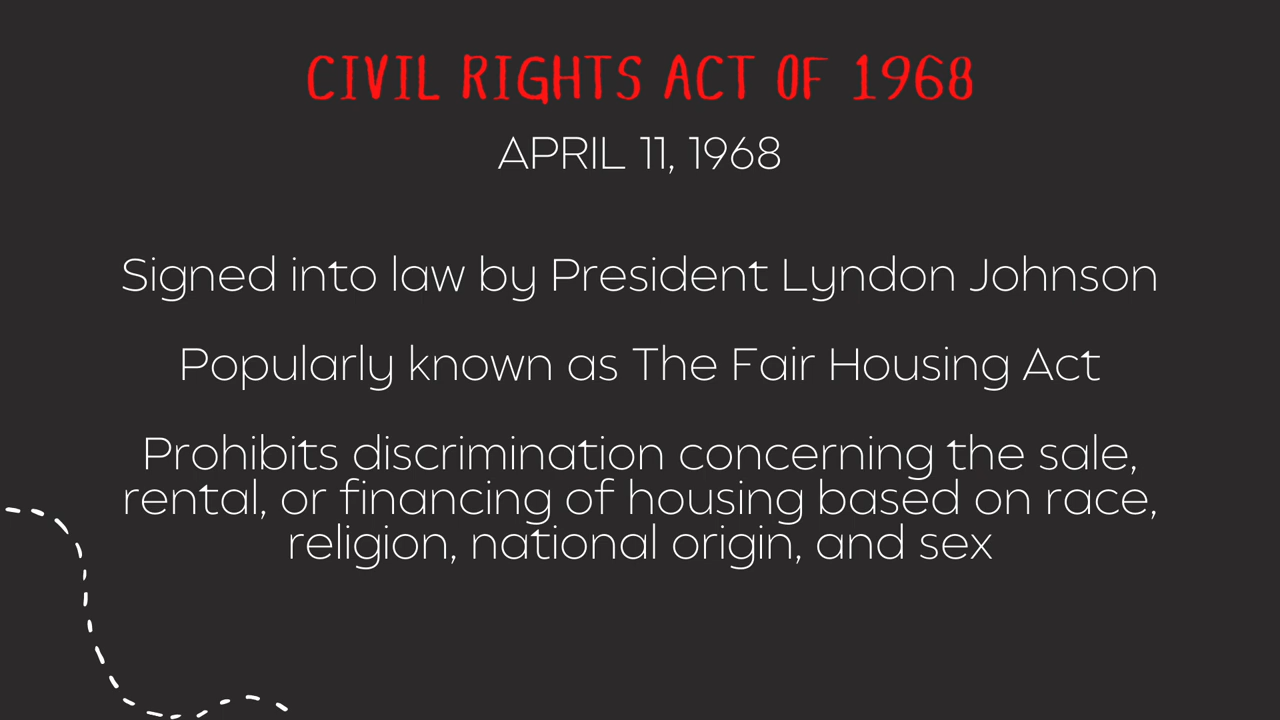 CIVIL RIGHTS ACT OF 1968
APRIL 11, 1968
Signed into law by President Lyndon Johnson
Popularly known as The Fair Housing Act
Prohibits discrimination concerning the sale,
rental, or financing of housing based on race,
religion, national origin, and sex